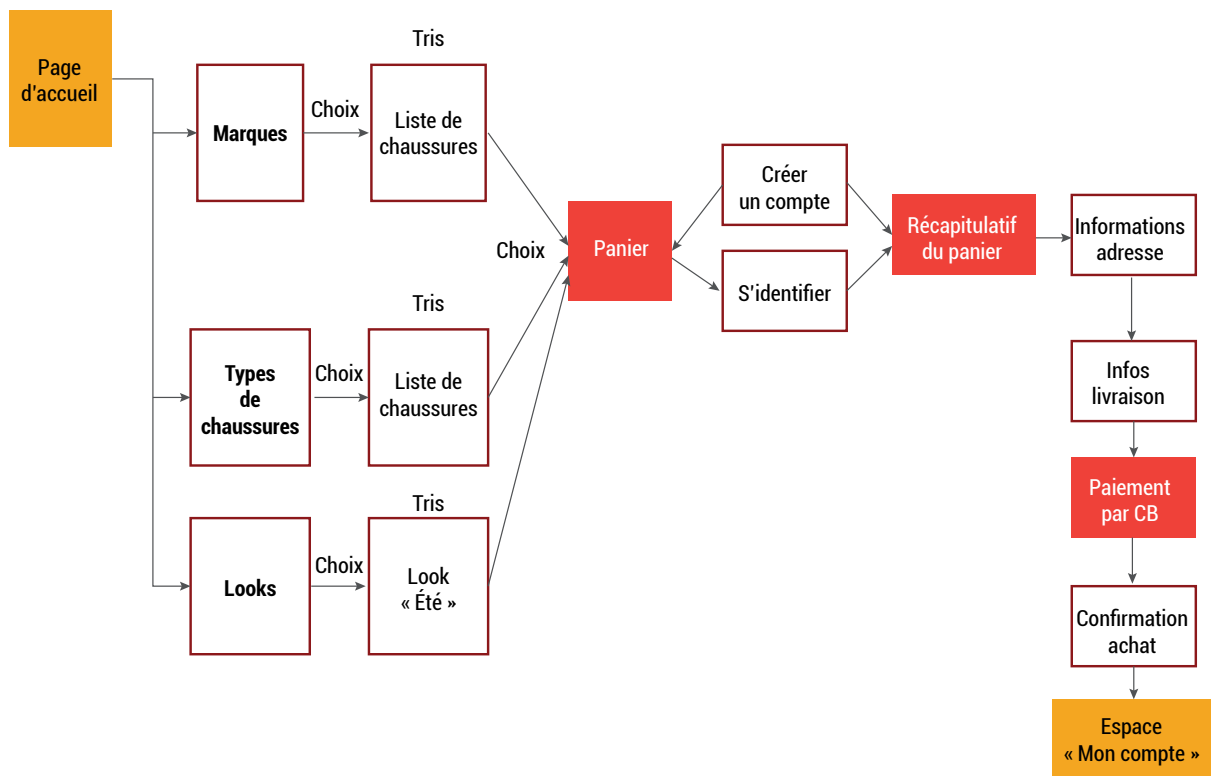 Page
d'accueil
Marques
Choix
Tris
Liste de
chaussures
Types
de
chaussures
Choix
Tris
Liste de
chaussures
Looks
Choix
Tris
Look
« Été »
Choix
Panier
Créer
un compte
S'identifier
Récapitulatif
du panier
Informations
adresse
Infos
livraison
Paiement
par CB
Confirmation
achat
Espace
« Mon compte »